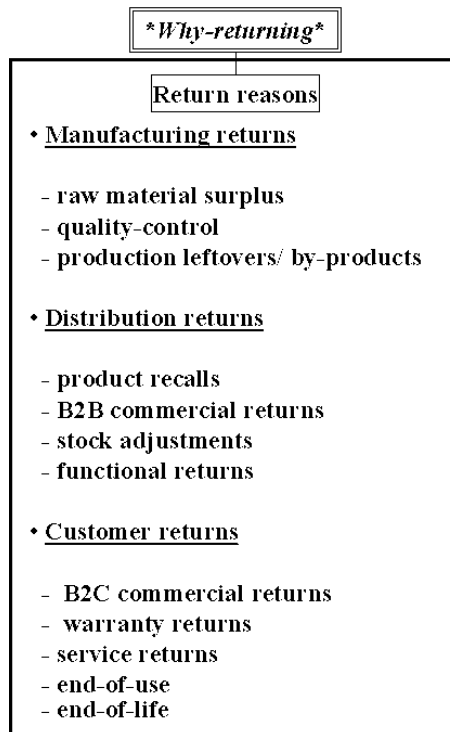 *Why-returning*
Return reasons
• Manufacturing returns
- raw material surplus
- quality-control
- production leftovers/ by-products
• Distribution returns
- product recalls
- B2B commercial returns
- stock adjustments
- functional returns
• Customer returns
- B2C commercial returns
- warranty returns
- service returns
- end-of-use
- end-of-life